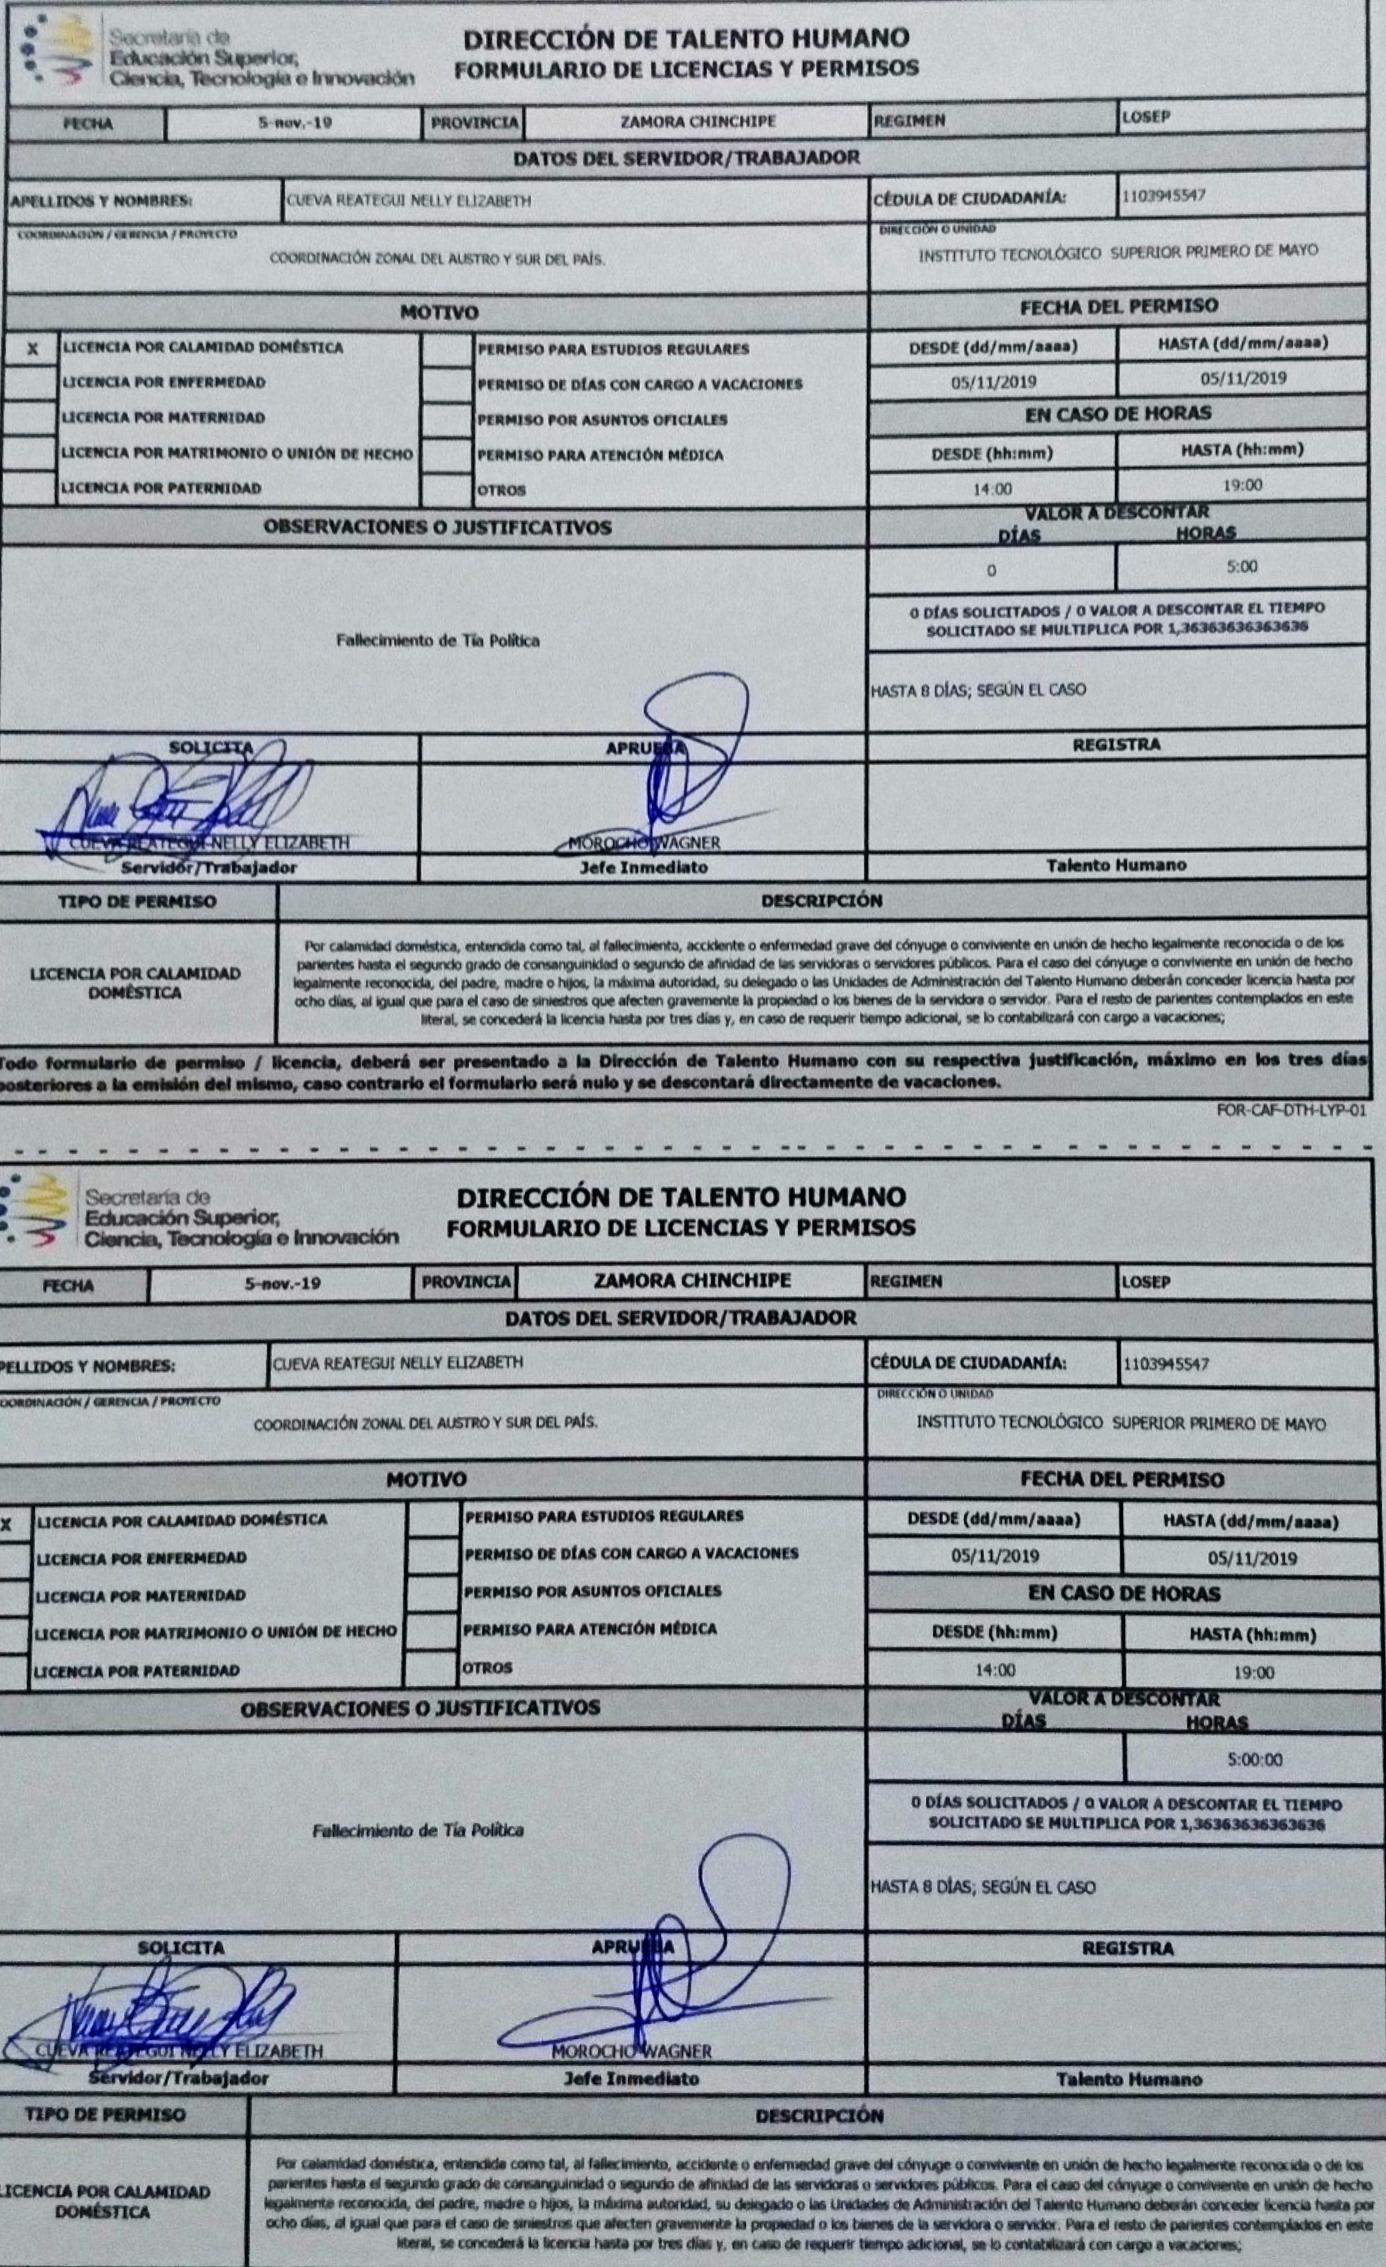 Secretaría de
Educación Superior,
Ciencia, Tecnología e Innovación
DIRECCIÓN DE TALENTO HUMANO
FORMULARIO DE LICENCIAS Y PERMISOS
FECHA 5-nov.-19 PROVINCIA ZAMORA CHINCHIPE REGIMEN LOSEP
DATOS DEL SERVIDOR/TRABAJADOR
APELLIDOS Y NOMBRES: CUEVA REATEGUI NELLY ELIZABETH CÉDULA DE CIUDADANÍA: 1103945547
COORDINACIÓN / GERENCIA / PROYECTO DIRECCIÓN O UNIDAD
COORDINACIÓN ZONAL DEL AUSTRO Y SUR DEL PAÍS. INSTITUTO TECNOLÓGICO SUPERIOR PRIMERO DE MAYO
MOTIVO FECHA DEL PERMISO
X LICENCIA POR CALAMIDAD DOMÉSTICA PERMISO PARA ESTUDIOS REGULARES DESDE (dd/mm/aaaa) HASTA (dd/mm/aaaa)
LICENCIA POR ENFERMEDAD PERMISO DE DÍAS CON CARGO A VACACIONES 05/11/2019 05/11/2019
LICENCIA POR MATERNIDAD PERMISO POR ASUNTOS OFICIALES EN CASO DE HORAS
LICENCIA POR MATRIMONIO O UNIÓN DE HECHO PERMISO PARA ATENCIÓN MÉDICA DESDE (hh:mm) HASTA (hh:mm)
LICENCIA POR PATERNIDAD OTROS 14:00 19:00
OBSERVACIONES O JUSTIFICATIVOS VALOR A DESCONTAR
DÍAS HORAS
0 5:00
0 DÍAS SOLICITADOS / 0 VALOR A DESCONTAR EL TIEMPO
SOLICITADO SE MULTIPLICA POR 1,36363636363636
Fallecimiento de Tía Política
HASTA 8 DÍAS; SEGÚN EL CASO
SOLICITA APRUEBA REGISTRA
CUEVA REATEGUI NELLY ELIZABETH MOROCHO WAGNER
Servidor/Trabajador Jefe Inmediato Talento Humano
TIPO DE PERMISO DESCRIPCIÓN
LICENCIA POR CALAMIDAD
DOMÉSTICA
Por calamidad doméstica, entendida como tal, al fallecimiento, accidente o enfermedad grave del cónyuge o conviviente en unión de hecho legalmente reconocida o de los
parientes hasta el segundo grado de consanguinidad o segundo de afinidad de las servidoras o servidores públicos. Para el caso del cónyuge o conviviente en unión de hecho
legalmente reconocida, del padre, madre o hijos, la máxima autoridad, su delegado o las Unidades de Administración del Talento Humano deberán conceder licencia hasta por
ocho días, al igual que para el caso de siniestros que afecten gravemente la propiedad o los bienes de la servidora o servidor. Para el resto de parientes contemplados en este
literal, se concederá la licencia hasta por tres días y, en caso de requerir tiempo adicional, se lo contabilizará con cargo a vacaciones;
Todo formulario de permiso / licencia, deberá ser presentado a la Dirección de Talento Humano con su respectiva justificación, máximo en los tres días
posteriores a la emisión del mismo, caso contrario el formulario será nulo y se descontará directamente de vacaciones.
FOR-CAF-DTH-LYP-01
Secretaría de
Educación Superior,
Ciencia, Tecnología e Innovación
DIRECCIÓN DE TALENTO HUMANO
FORMULARIO DE LICENCIAS Y PERMISOS
FECHA 5-nov.-19 PROVINCIA ZAMORA CHINCHIPE REGIMEN LOSEP
DATOS DEL SERVIDOR/TRABAJADOR
PELLIDOS Y NOMBRES: CUEVA REATEGUI NELLY ELIZABETH CÉDULA DE CIUDADANÍA: 1103945547
OORDINACIÓN / GERENCIA / PROYECTO DIRECCIÓN O UNIDAD
COORDINACIÓN ZONAL DEL AUSTRO Y SUR DEL PAÍS. INSTITUTO TECNOLÓGICO SUPERIOR PRIMERO DE MAYO
MOTIVO FECHA DEL PERMISO
X LICENCIA POR CALAMIDAD DOMÉSTICA PERMISO PARA ESTUDIOS REGULARES DESDE (dd/mm/aaaa) HASTA (dd/mm/aaaa)
LICENCIA POR ENFERMEDAD PERMISO DE DÍAS CON CARGO A VACACIONES 05/11/2019 05/11/2019
LICENCIA POR MATERNIDAD PERMISO POR ASUNTOS OFICIALES EN CASO DE HORAS
LICENCIA POR MATRIMONIO O UNIÓN DE HECHO PERMISO PARA ATENCIÓN MÉDICA DESDE (hh:mm) HASTA (hh:mm)
LICENCIA POR PATERNIDAD OTROS 14:00 19:00
OBSERVACIONES O JUSTIFICATIVOS VALOR A DESCONTAR
DÍAS HORAS
5:00:00
0 DÍAS SOLICITADOS / 0 VALOR A DESCONTAR EL TIEMPO
SOLICITADO SE MULTIPLICA POR 1,36363636363636
Fallecimiento de Tía Política
HASTA 8 DÍAS; SEGÚN EL CASO
SOLICITA APRUEBA REGISTRA
CUEVA REATEGUI NELLY ELIZABETH MOROCHO WAGNER
Servidor/Trabajador Jefe Inmediato Talento Humano
TIPO DE PERMISO DESCRIPCIÓN
LICENCIA POR CALAMIDAD
DOMÉSTICA
Por calamidad doméstica, entendida como tal, al fallecimiento, accidente o enfermedad grave del cónyuge o conviviente en unión de hecho legalmente reconocida o de los
parientes hasta el segundo grado de consanguinidad o segundo de afinidad de las servidoras o servidores públicos. Para el caso del cónyuge o conviviente en unión de hecho
legalmente reconocida, del padre, madre o hijos, la máxima autoridad, su delegado o las Unidades de Administración del Talento Humano deberán conceder licencia hasta por
ocho días, al igual que para el caso de siniestros que afecten gravemente la propiedad o los bienes de la servidora o servidor. Para el resto de parientes contemplados en este
literal, se concederá la licencia hasta por tres días y, en caso de requerir tiempo adicional, se lo contabilizará con cargo a vacaciones;